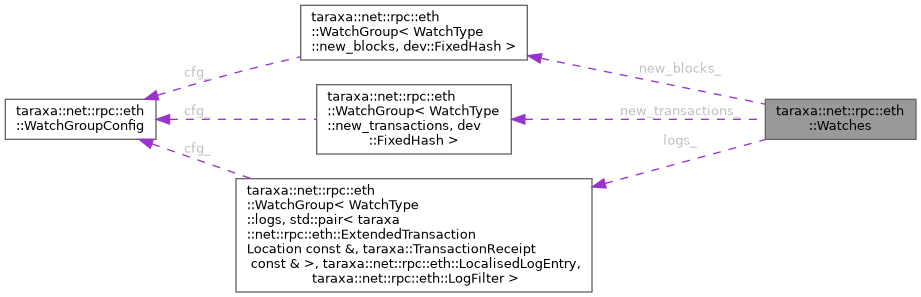 taraxa::net::rpc::eth
::WatchGroup< WatchType
::new_blocks, dev::FixedHash >
cfg_
new_blocks_
taraxa::net::rpc::eth
::WatchGroupConfig
cfg_
taraxa::net::rpc::eth
::WatchGroup< WatchType
::new_transactions, dev
::FixedHash >
new_transactions_
taraxa::net::rpc::eth
::Watches
cfg_
logs_
taraxa::net::rpc::eth
::WatchGroup< WatchType
::logs, std::pair< taraxa
::net::rpc::eth::ExtendedTransaction
Location const &, taraxa::TransactionReceipt
const & >, taraxa::net::rpc::eth::LocalisedLogEntry,
taraxa::net::rpc::eth::LogFilter >